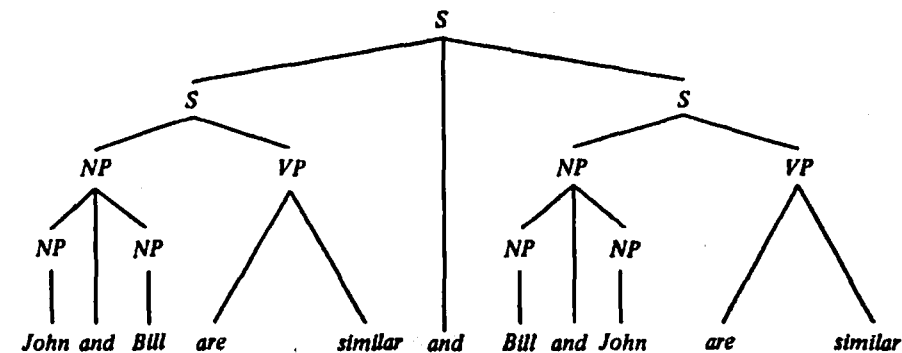 S
S S
NP VP NP VP
NP NP NP NP
John and Bill are similar and Bill and John are similar